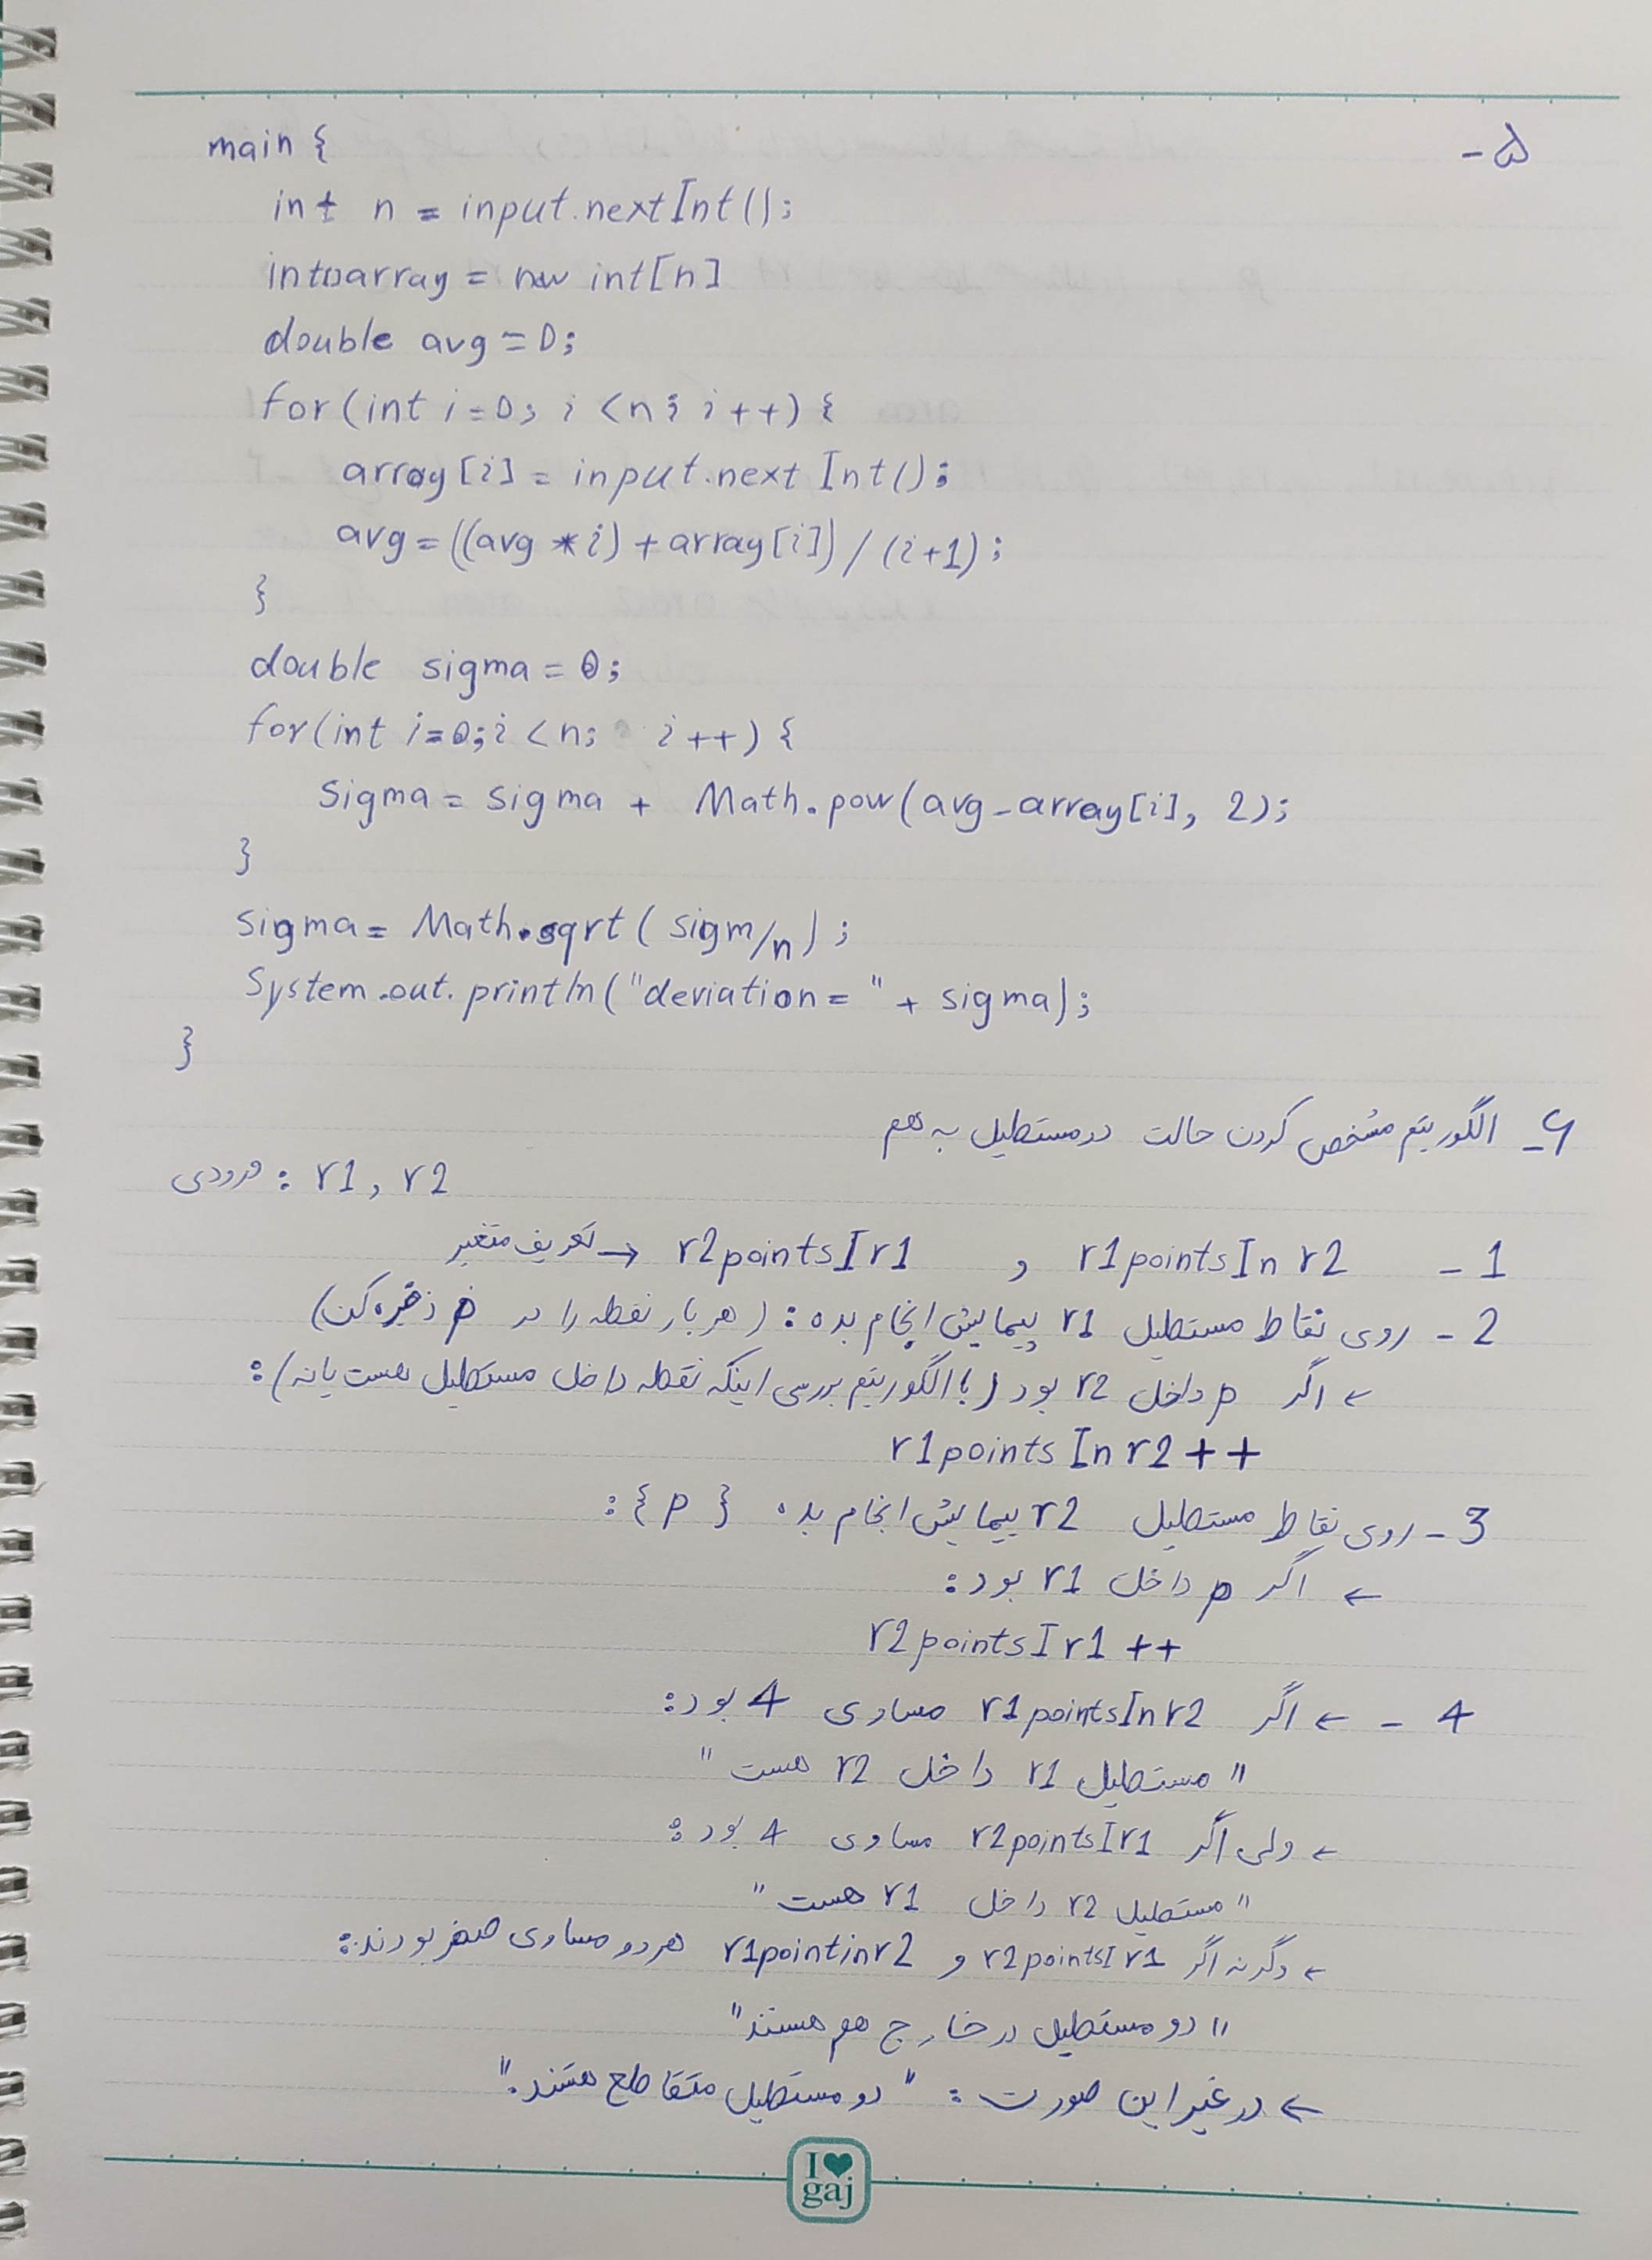 ۵-
main {
int n = input.nextInt();
int[] array = new int[n]
double avg = 0;
for (int i = 0; i < n; i++) {
array[i] = input.nextInt();
avg = ((avg * i) + array[i]) / (i+1);
}
double sigma = 0;
for (int i=0; i < n; i++) {
sigma = sigma + Math.pow(avg - array[i], 2);
}
sigma = Math.sqrt( sigm/n );
System.out.println("deviation = " + sigma);
}
۶- الگوریتم مشخص کردن حالت دو مستطیل به هم
ورودی : r1, r2
1 - r1pointsInr2 و r2pointsIr1 → تعریف متغیر
2 - روی نقاط مستطیل r1 پیمایش انجام بده : (هر بار نقطه را در p ذخیره کن)
← اگر p داخل r2 بود (با الگوریتم بررسی اینکه نقطه داخل مستطیل هست یا نه) :
r1pointsInr2++
3 - روی نقاط مستطیل r2 پیمایش انجام بده {p} :
← اگر p داخل r1 بود :
r2pointsIr1++
4 - ← اگر r1pointsInr2 مساوی 4 بود :
"مستطیل r1 داخل r2 هست"
← ولی اگر r2pointsIr1 مساوی 4 بود :
"مستطیل r2 داخل r1 هست"
← وگرنه اگر r2pointsIr1 و r1pointinr2 هر دو مساوی صفر بودند :
"دو مستطیل در خارج هم هستند"
← در غیر این صورت : "دو مستطیل متقاطع هستند."
I ♥
gaj